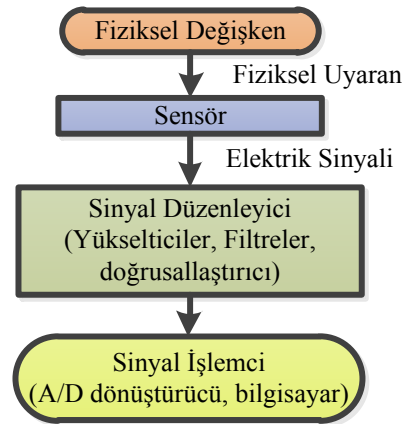 Fiziksel Değişken
Fiziksel Uyaran
Sensör
Elektrik Sinyali
Sinyal Düzenleyici
(Yükselticiler, Filtreler,
doğrusallaştırıcı)
Sinyal İşlemci
(A/D dönüştürücü, bilgisayar)